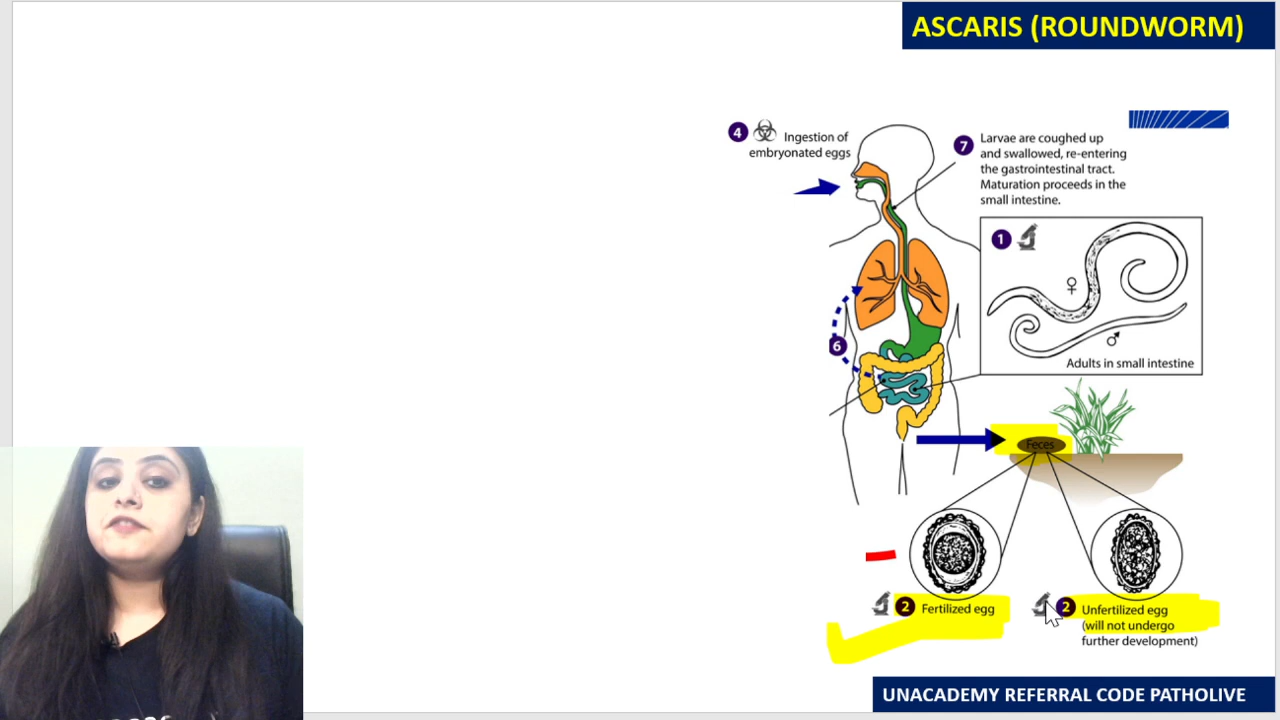 ASCARIS (ROUNDWORM)
4
Ingestion of
embryonated eggs
7
Larvae are coughed up
and swallowed, re-entering
the gastrointestinal tract.
Maturation proceeds in the
small intestine.
1
♀
♂
Adults in small intestine
6
Feces
2 Fertilized egg
2 Unfertilized egg
(will not undergo
further development)
UNACADEMY REFERRAL CODE PATHOLIVE